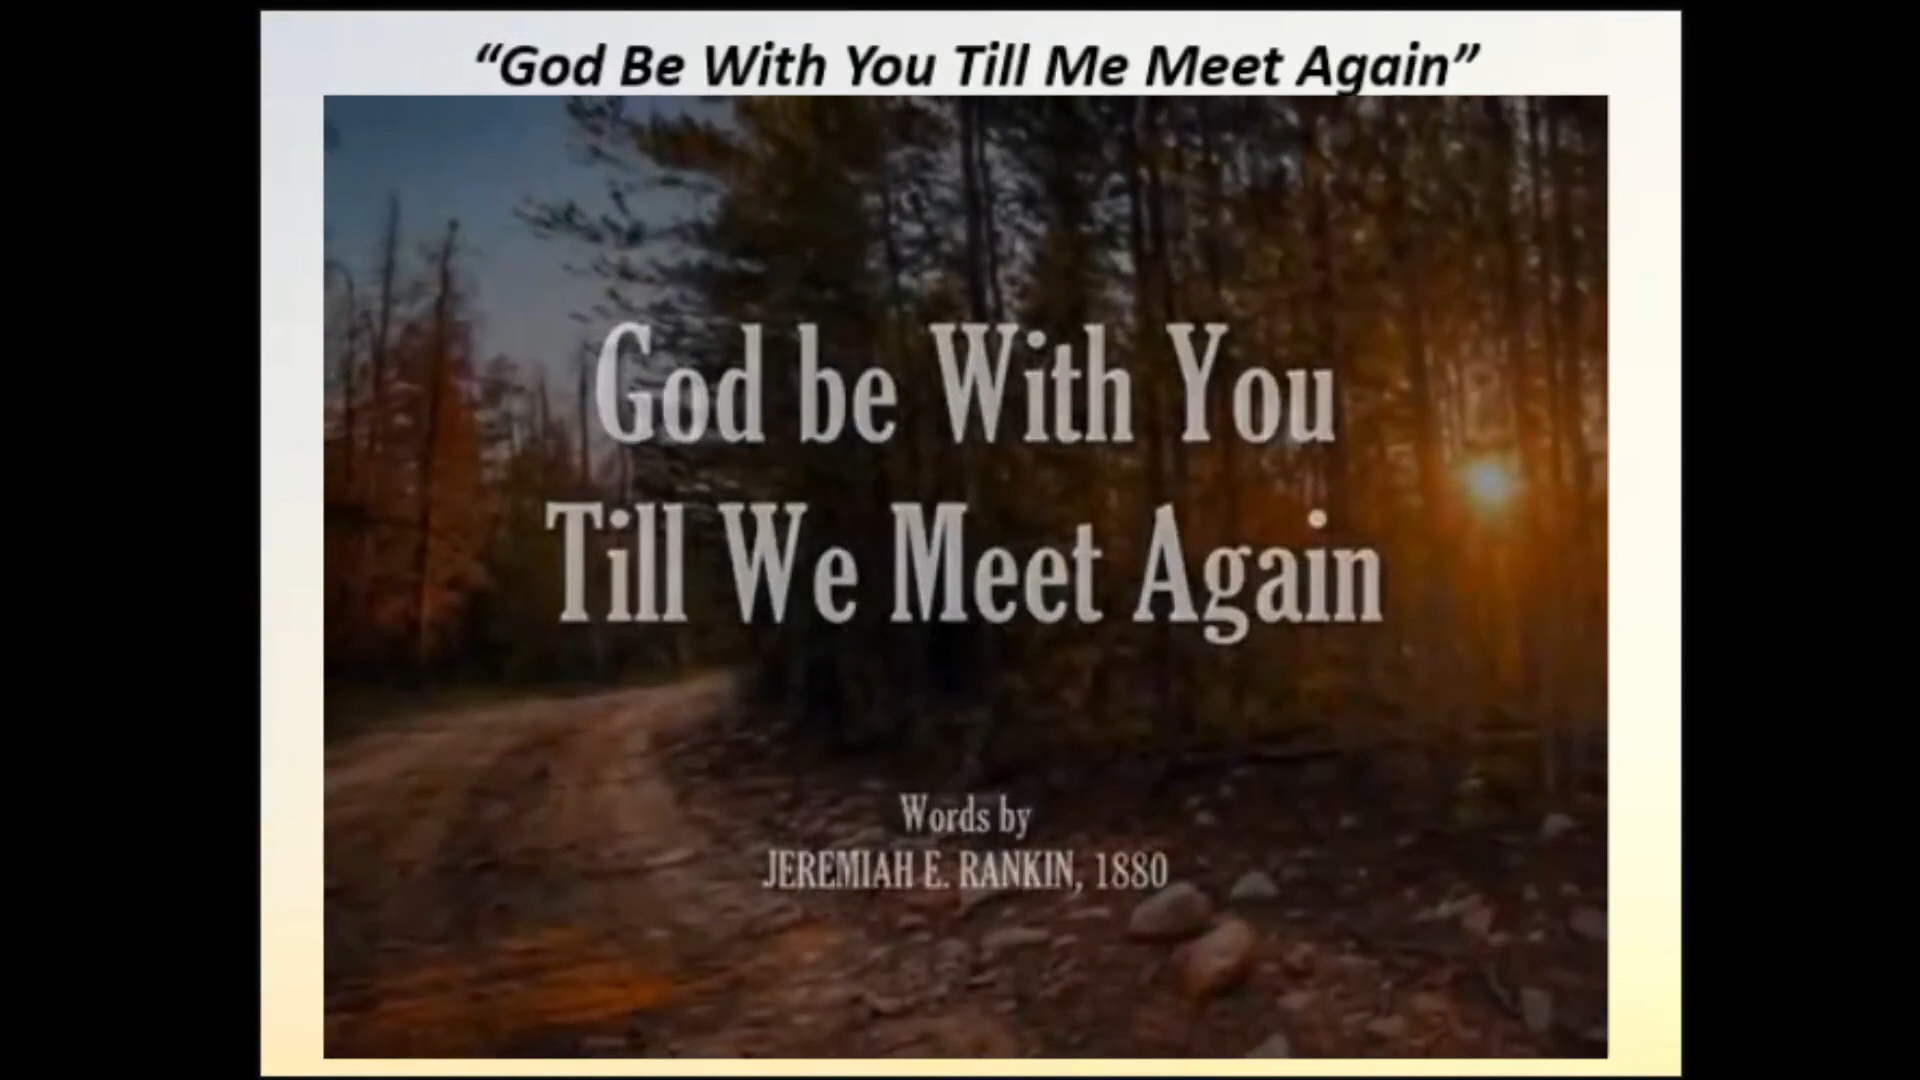 “God Be With You Till Me Meet Again”
God be With You
Till We Meet Again
Words by
JEREMIAH E. RANKIN, 1880